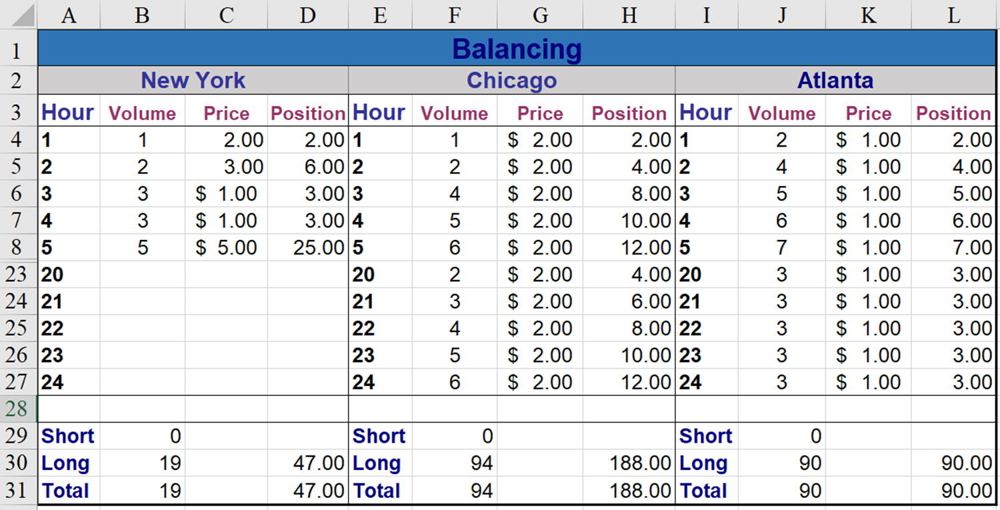 A B C D E F G H I J K L
1 Balancing
2 New York Chicago Atlanta
3 Hour Volume Price Position Hour Volume Price Position Hour Volume Price Position
4 1 1 2.00 2.00 1 1 $ 2.00 2.00 1 2 $ 1.00 2.00
5 2 2 3.00 6.00 2 2 $ 2.00 4.00 2 4 $ 1.00 4.00
6 3 3 $ 1.00 3.00 3 4 $ 2.00 8.00 3 5 $ 1.00 5.00
7 4 3 $ 1.00 3.00 4 5 $ 2.00 10.00 4 6 $ 1.00 6.00
8 5 5 $ 5.00 25.00 5 6 $ 2.00 12.00 5 7 $ 1.00 7.00
23 20 20 2 $ 2.00 4.00 20 3 $ 1.00 3.00
24 21 21 3 $ 2.00 6.00 21 3 $ 1.00 3.00
25 22 22 4 $ 2.00 8.00 22 3 $ 1.00 3.00
26 23 23 5 $ 2.00 10.00 23 3 $ 1.00 3.00
27 24 24 6 $ 2.00 12.00 24 3 $ 1.00 3.00
28
29 Short 0 Short 0 Short 0
30 Long 19 47.00 Long 94 188.00 Long 90 90.00
31 Total 19 47.00 Total 94 188.00 Total 90 90.00